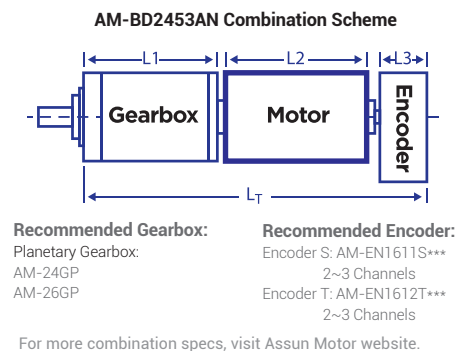 AM-BD2453AN Combination Scheme
L1
L2
L3
Gearbox
Motor
Encoder
LT
Recommended Gearbox:
Planetary Gearbox:
AM-24GP
AM-26GP
Recommended Encoder:
Encoder S: AM-EN1611S***
2~3 Channels
Encoder T: AM-EN1612T***
2~3 Channels
For more combination specs, visit Assun Motor website.